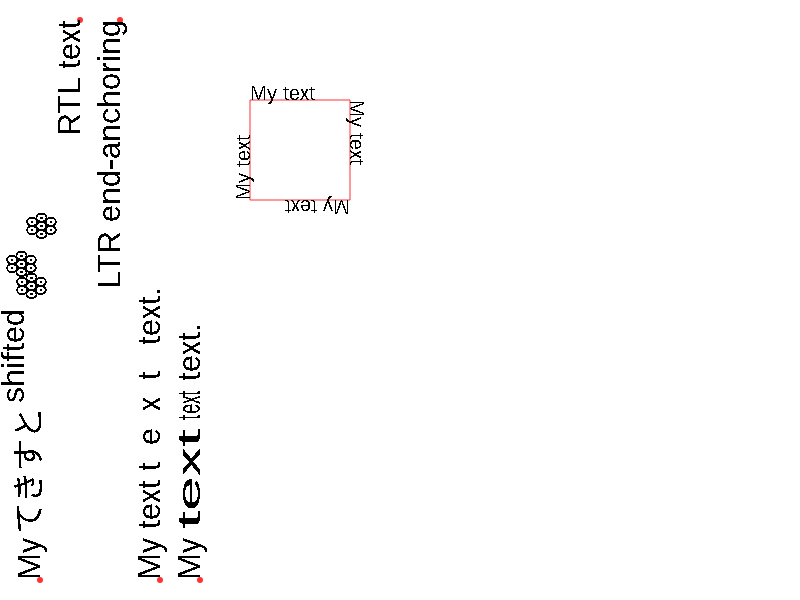 My てきすと shifted ꙮꙮ ꙮ
RTL text.
LTR end-anchoring.
My text t e x t text.
My text text text.
My text
My text
My text
My text